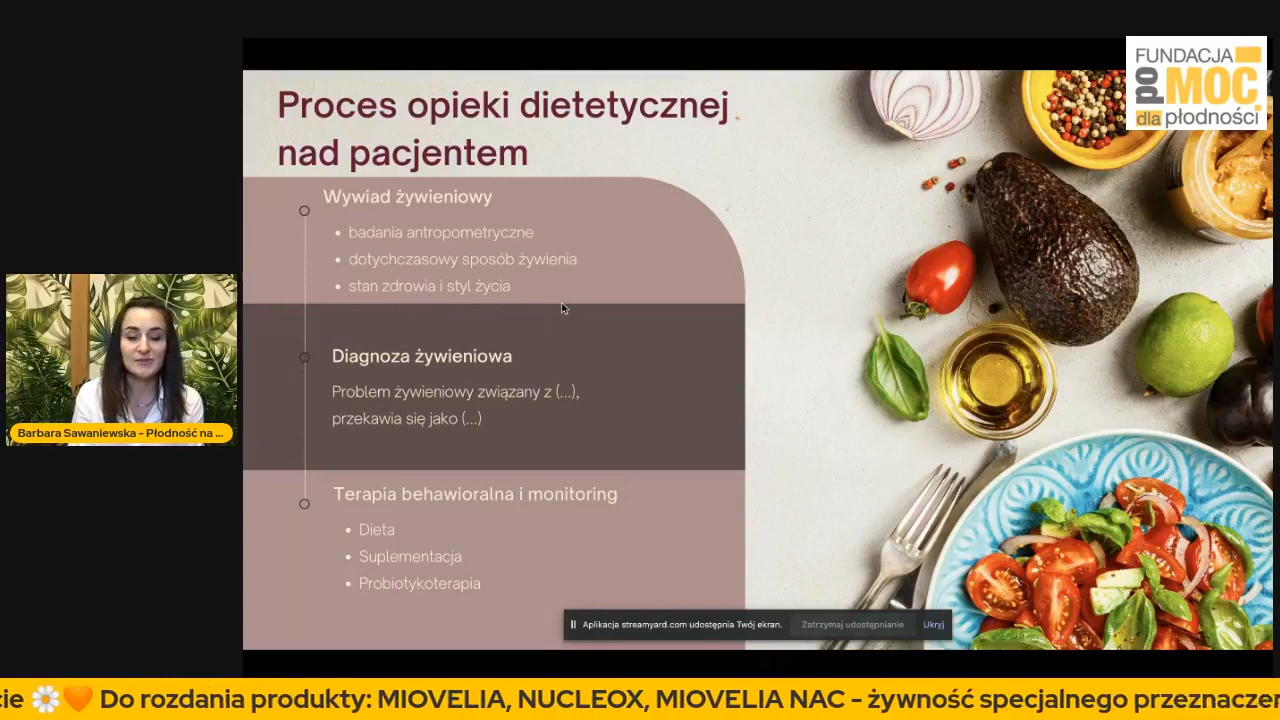 FUNDACJA
poMOC
dla płodności
Proces opieki dietetycznej
nad pacjentem
Wywiad żywieniowy
• badania antropometryczne
• dotychczasowy sposób żywienia
• stan zdrowia i styl życia
Diagnoza żywieniowa
Problem żywieniowy związany z (...),
przekawia się jako (...)
Terapia behawioralna i monitoring
• Dieta
• Suplementacja
• Probiotykoterapia
Barbara Sawaniewska - Płodność na ...
Aplikacja streamyard.com udostępnia Twój ekran. Zatrzymaj udostępnianie Ukryj
cie 🌼🧡 Do rozdania produkty: MIOVELIA, NUCLEOX, MIOVELIA NAC - żywność specjalnego przeznaczen